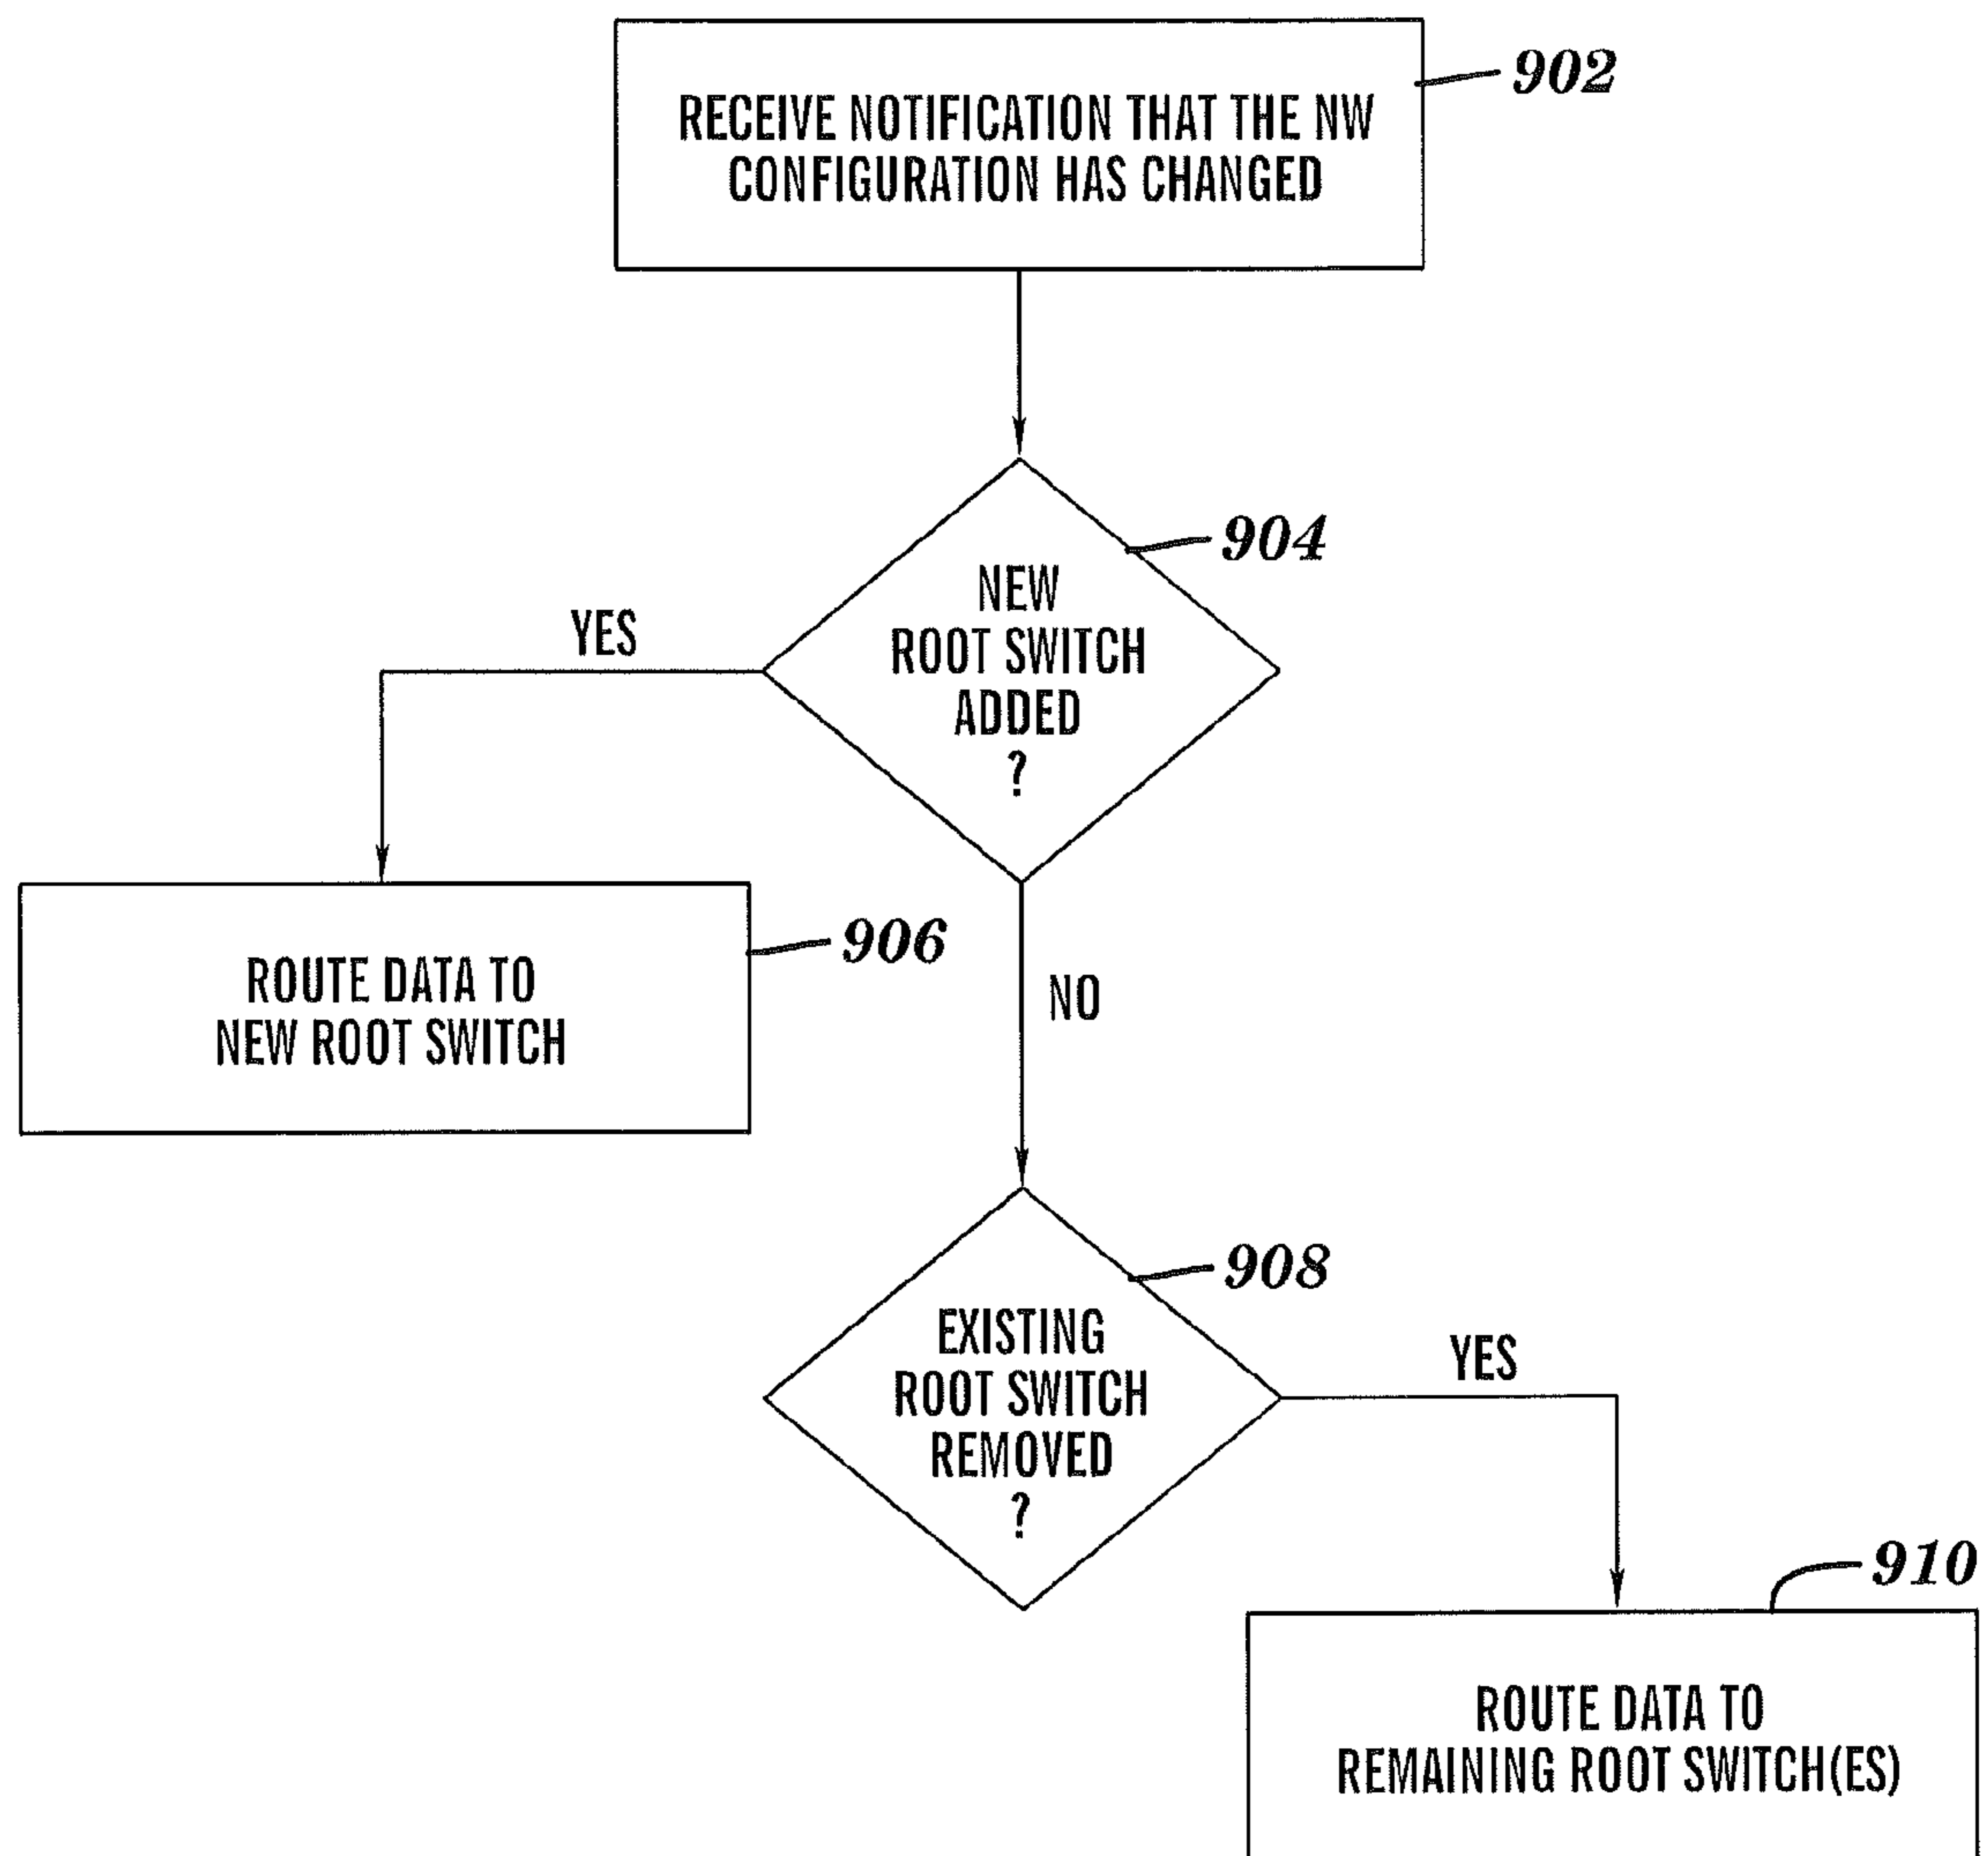 RECEIVE NOTIFICATION THAT THE NW
CONFIGURATION HAS CHANGED
902
NEW
ROOT SWITCH
ADDED
?
904
YES
ROUTE DATA TO
NEW ROOT SWITCH
906
NO
EXISTING
ROOT SWITCH
REMOVED
?
908
YES
ROUTE DATA TO
REMAINING ROOT SWITCH(ES)
910